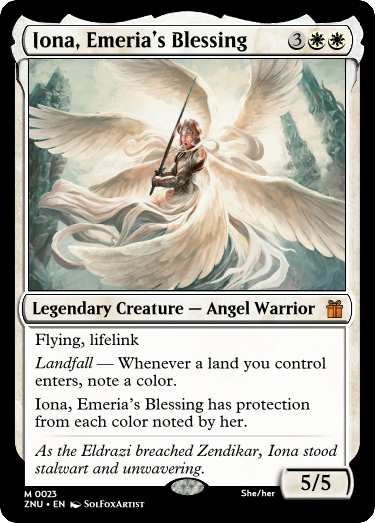 Iona, Emeria's Blessing 3
Legendary Creature — Angel Warrior
Flying, lifelink
Landfall — Whenever a land you control
enters, note a color.
Iona, Emeria's Blessing has protection
from each color noted by her.
As the Eldrazi breached Zendikar, Iona stood
stalwart and unwavering.
5/5
M 0023 She/her
ZNU • EN SolFoxArtist